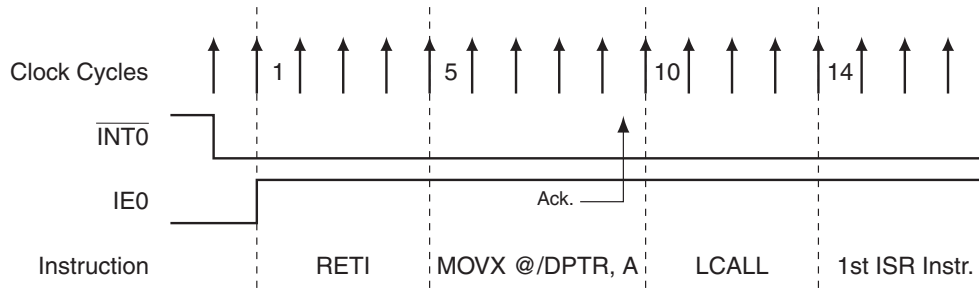 Clock Cycles 1 5 10 14
INT0
IE0
Ack.
Instruction RETI MOVX @/DPTR, A LCALL 1st ISR Instr.